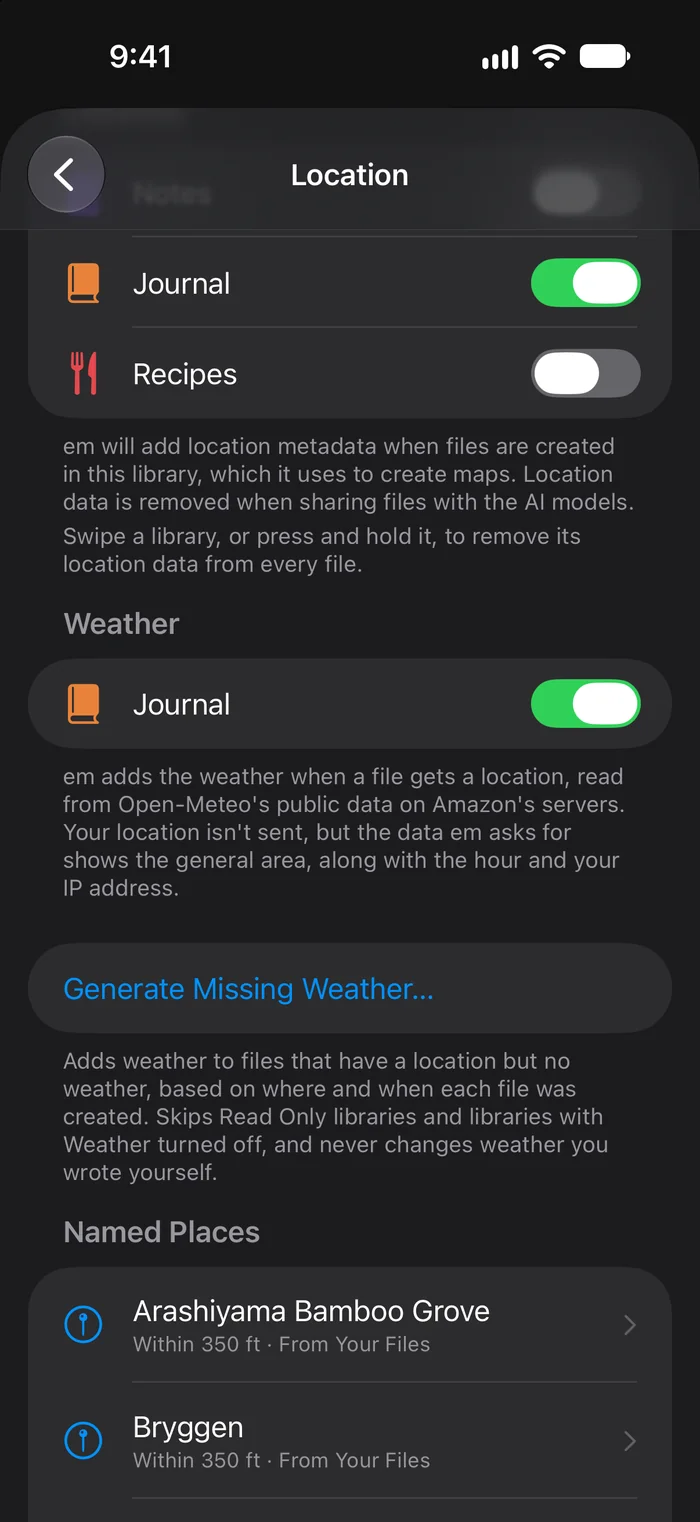 9:41
Location
Notes
Journal
Recipes
em will add location metadata when files are created
in this library, which it uses to create maps. Location
data is removed when sharing files with the AI models.
Swipe a library, or press and hold it, to remove its
location data from every file.
Weather
Journal
em adds the weather when a file gets a location, read
from Open-Meteo's public data on Amazon's servers.
Your location isn't sent, but the data em asks for
shows the general area, along with the hour and your
IP address.
Generate Missing Weather...
Adds weather to files that have a location but no
weather, based on where and when each file was
created. Skips Read Only libraries and libraries with
Weather turned off, and never changes weather you
wrote yourself.
Named Places
Arashiyama Bamboo Grove
Within 350 ft · From Your Files
Bryggen
Within 350 ft · From Your Files